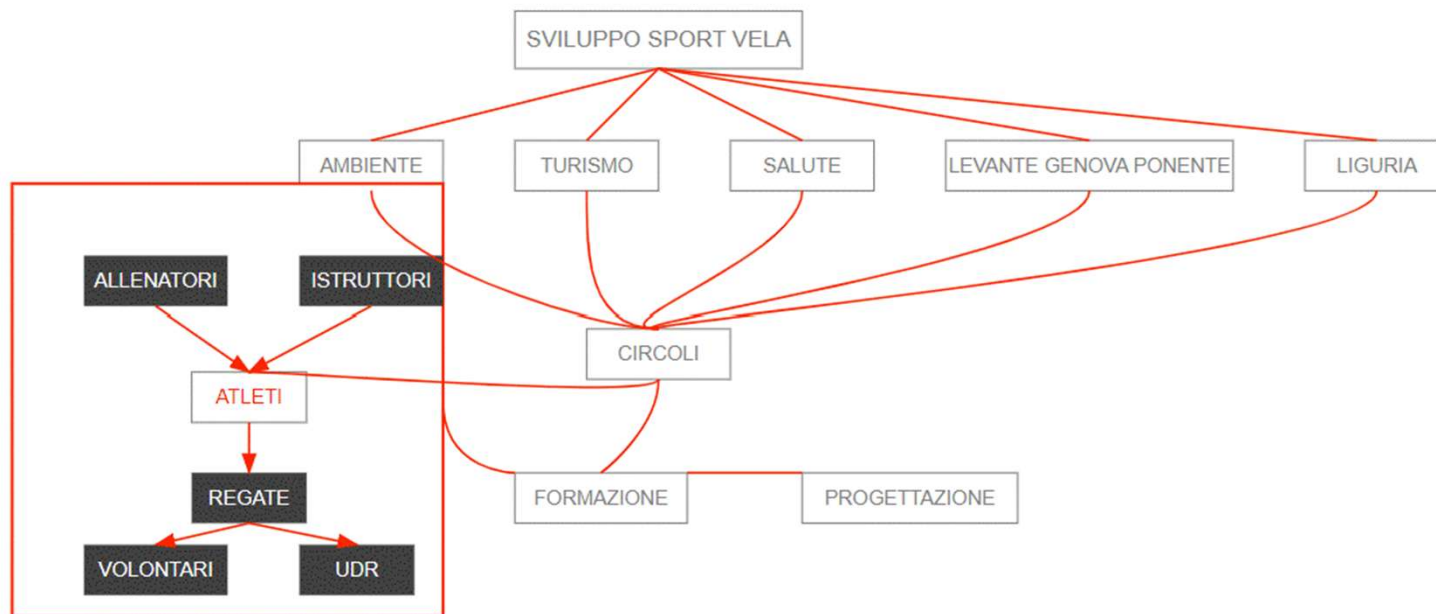 SVILUPPO SPORT VELA
AMBIENTE
TURISMO
SALUTE
LEVANTE GENOVA PONENTE
LIGURIA
ALLENATORI
ISTRUTTORI
CIRCOLI
ATLETI
REGATE
FORMAZIONE
PROGETTAZIONE
VOLONTARI
UDR